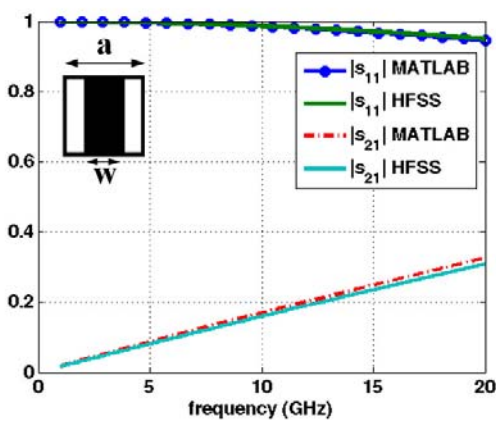 1
0.8
0.6
0.4
0.2
0
a
w
|s11| MATLAB
|s11| HFSS
|s21| MATLAB
|s21| HFSS
0 5 10 15 20
frequency (GHz)